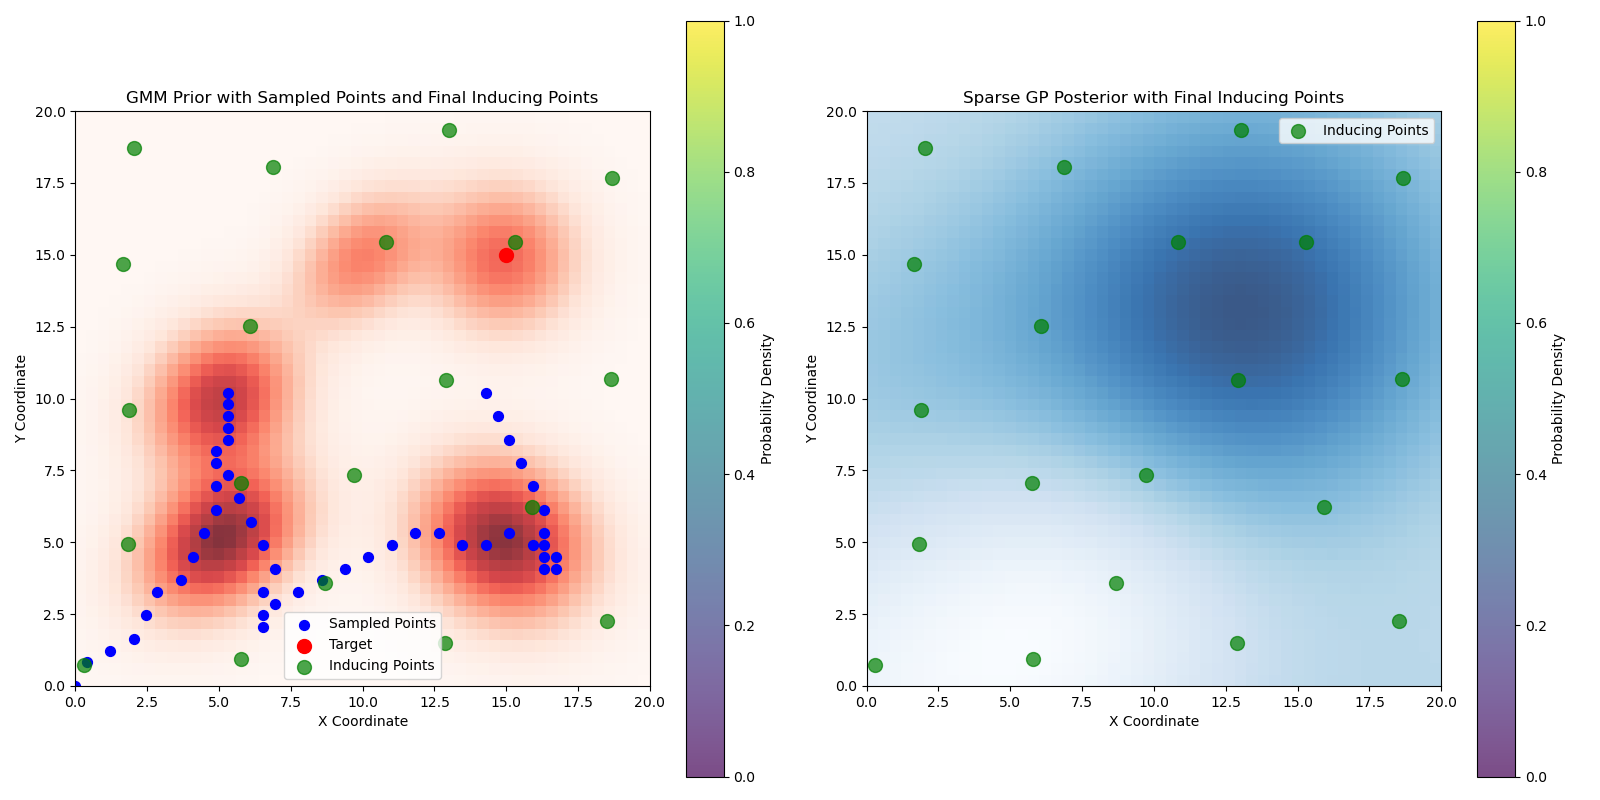 GMM Prior with Sampled Points and Final Inducing Points
20.0
17.5
15.0
12.5
10.0
7.5
5.0
2.5
0.0
Y Coordinate
0.0 2.5 5.0 7.5 10.0 12.5 15.0 17.5 20.0
X Coordinate
Sampled Points
Target
Inducing Points
1.0
0.8
0.6
0.4
0.2
0.0
Probability Density
Sparse GP Posterior with Final Inducing Points
20.0
17.5
15.0
12.5
10.0
7.5
5.0
2.5
0.0
Y Coordinate
0.0 2.5 5.0 7.5 10.0 12.5 15.0 17.5 20.0
X Coordinate
Inducing Points
1.0
0.8
0.6
0.4
0.2
0.0
Probability Density